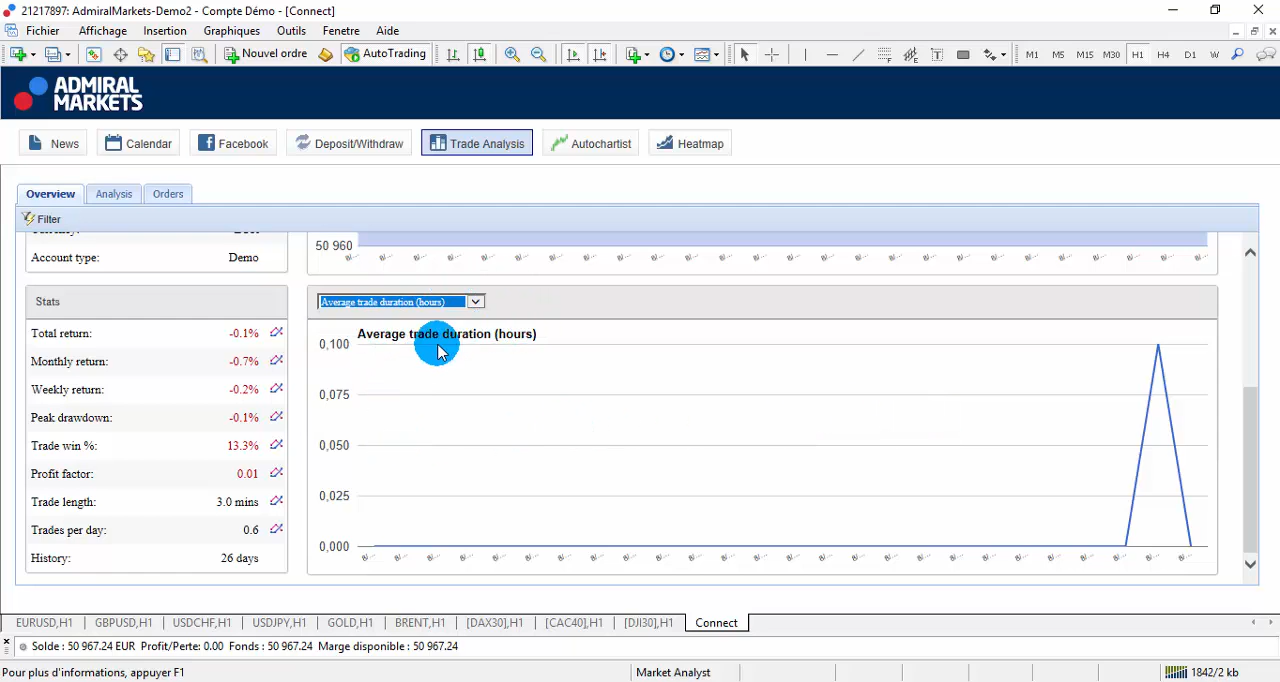 21217897: AdmiralMarkets-Demo2 - Compte Démo - [Connect]
Fichier Affichage Insertion Graphiques Outils Fenetre Aide
Nouvel ordre AutoTrading M1 M5 M15 M30 H1 H4 D1 W
ADMIRAL
MARKETS
News Calendar Facebook Deposit/Withdraw Trade Analysis Autochartist Heatmap
Overview Analysis Orders
Filter
50 960
Account type: Demo
Stats
Average trade duration (hours)
Average trade duration (hours)
Total return: -0.1%
Monthly return: -0.7%
Weekly return: -0.2%
Peak drawdown: -0.1%
Trade win %: 13.3%
Profit factor: 0.01
Trade length: 3.0 mins
Trades per day: 0.6
History: 26 days
0,100
0,075
0,050
0,025
0,000
EURUSD,H1 GBPUSD,H1 USDCHF,H1 USDJPY,H1 GOLD,H1 BRENT,H1 [DAX30],H1 [CAC40],H1 [DJI30],H1 Connect
Solde : 50 967.24 EUR Profit/Perte: 0.00 Fonds : 50 967.24 Marge disponible : 50 967.24
Pour plus d'informations, appuyer F1 Market Analyst 1842/2 kb